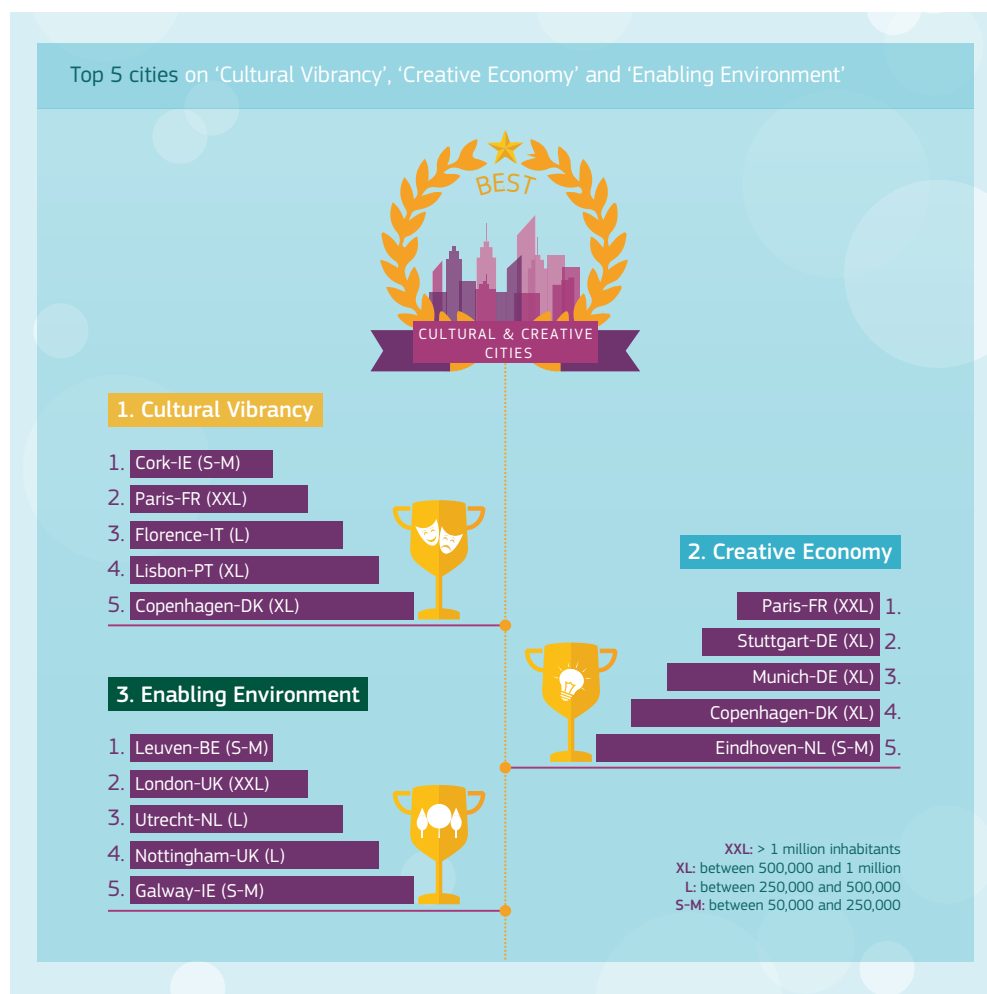 Top 5 cities on ‘Cultural Vibrancy’, ‘Creative Economy’ and ‘Enabling Environment’
BEST
CULTURAL & CREATIVE
CITIES
1. Cultural Vibrancy
1. Cork-IE (S-M)
2. Paris-FR (XXL)
3. Florence-IT (L)
4. Lisbon-PT (XL)
5. Copenhagen-DK (XL)
2. Creative Economy
Paris-FR (XXL) 1.
Stuttgart-DE (XL) 2.
Munich-DE (XL) 3.
Copenhagen-DK (XL) 4.
Eindhoven-NL (S-M) 5.
3. Enabling Environment
1. Leuven-BE (S-M)
2. London-UK (XXL)
3. Utrecht-NL (L)
4. Nottingham-UK (L)
5. Galway-IE (S-M)
XXL: > 1 million inhabitants
XL: between 500,000 and 1 million
L: between 250,000 and 500,000
S-M: between 50,000 and 250,000